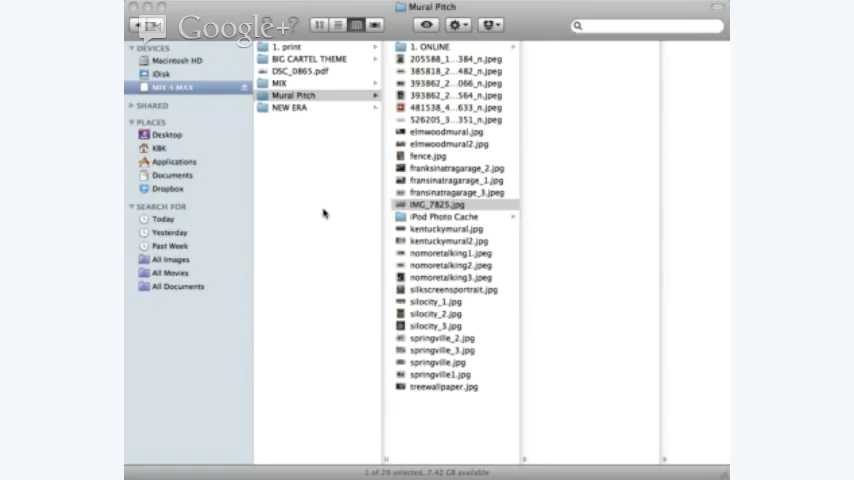 Mural Pitch
Google+
DEVICES
Macintosh HD
iDisk
MIX 4 MAX
SHARED
PLACES
Desktop
KBK
Applications
Documents
Dropbox
SEARCH FOR
Today
Yesterday
Past Week
All Images
All Movies
All Documents
1. print
BIG CARTEL THEME
DSC_0865.pdf
MIX
Mural Pitch
NEW ERA
1. ONLINE
205588_1...384_n.jpeg
385818_2...482_n.jpeg
393862_2...066_n.jpeg
393862_2...564_n.jpeg
481538_4...633_n.jpeg
526205_3...351_n.jpeg
elmwoodmural.jpg
elmwoodmural2.jpg
fence.jpg
franksinatragarage_2.jpg
fransinatragarage_1.jpg
fransinatragarage_3.jpeg
IMG_7825.jpg
iPod Photo Cache
kentuckymural.jpg
kentuckymural2.jpg
nomoretalking1.jpeg
nomoretalking2.jpeg
nomoretalking3.jpeg
silkscreensportrait.jpg
silocity_1.jpg
silocity_2.jpg
silocity_3.jpg
springville_2.jpg
springville_3.jpg
springville.jpg
springville1.jpg
treewallpaper.jpg
1 of 29 selected, 7.42 GB available